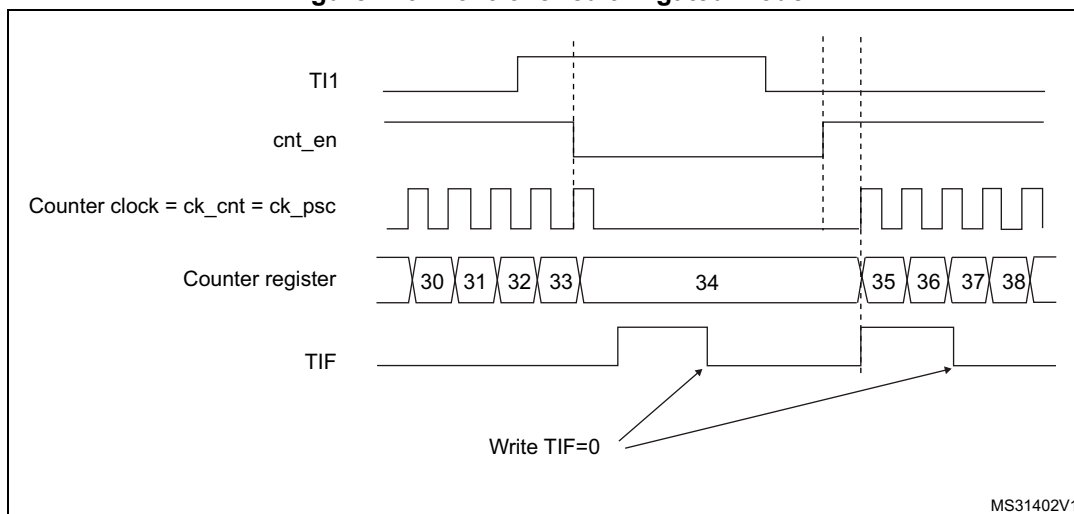 TI1
cnt_en
Counter clock = ck_cnt = ck_psc
Counter register
30 31 32 33 34 35 36 37 38
TIF
Write TIF=0
MS31402V1